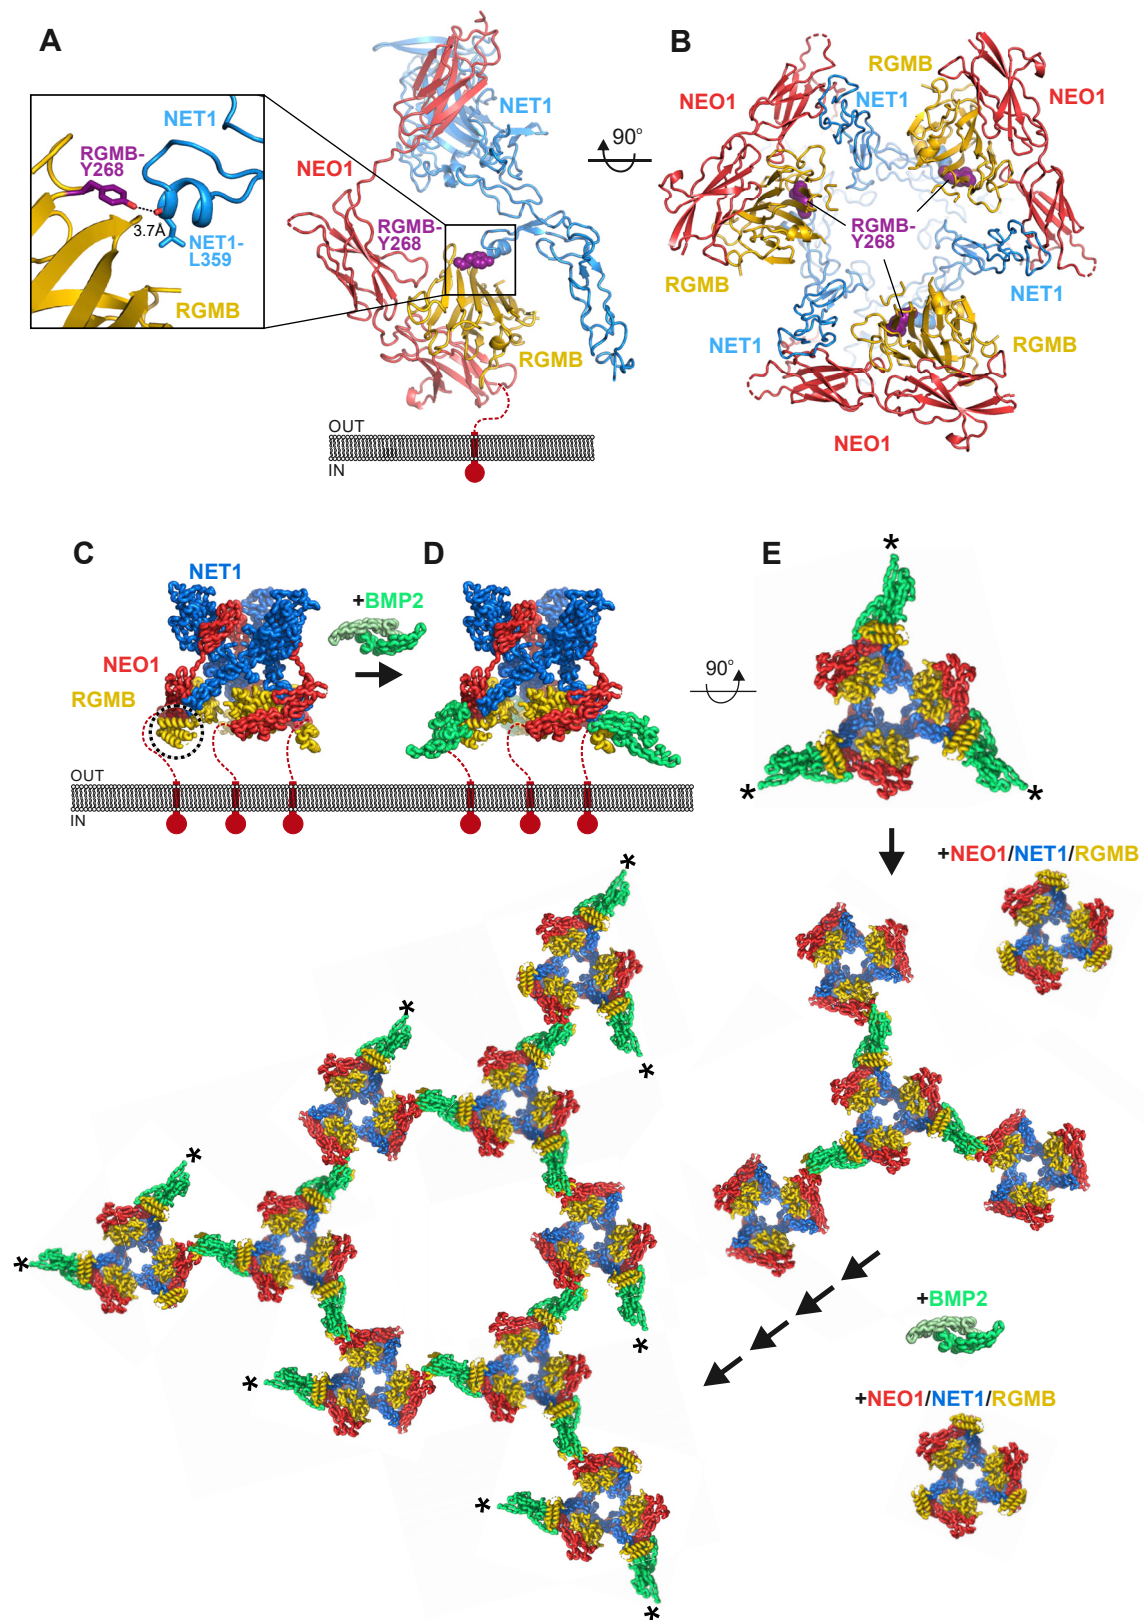 A
NET1
RGMB-
Y268
3.7Å
NET1-
L359
RGMB
NEO1
NET1
RGMB-
Y268
RGMB
OUT
IN
90°
B
RGMB
NEO1
NET1
NEO1
RGMB-
Y268
RGMB
NET1
NET1
RGMB
NEO1
C
NET1
NEO1
RGMB
OUT
IN
+BMP2
D
90°
E
*
*
*
+NEO1/NET1/RGMB
*
*
*
*
*
*
*
*
*
+BMP2
+NEO1/NET1/RGMB